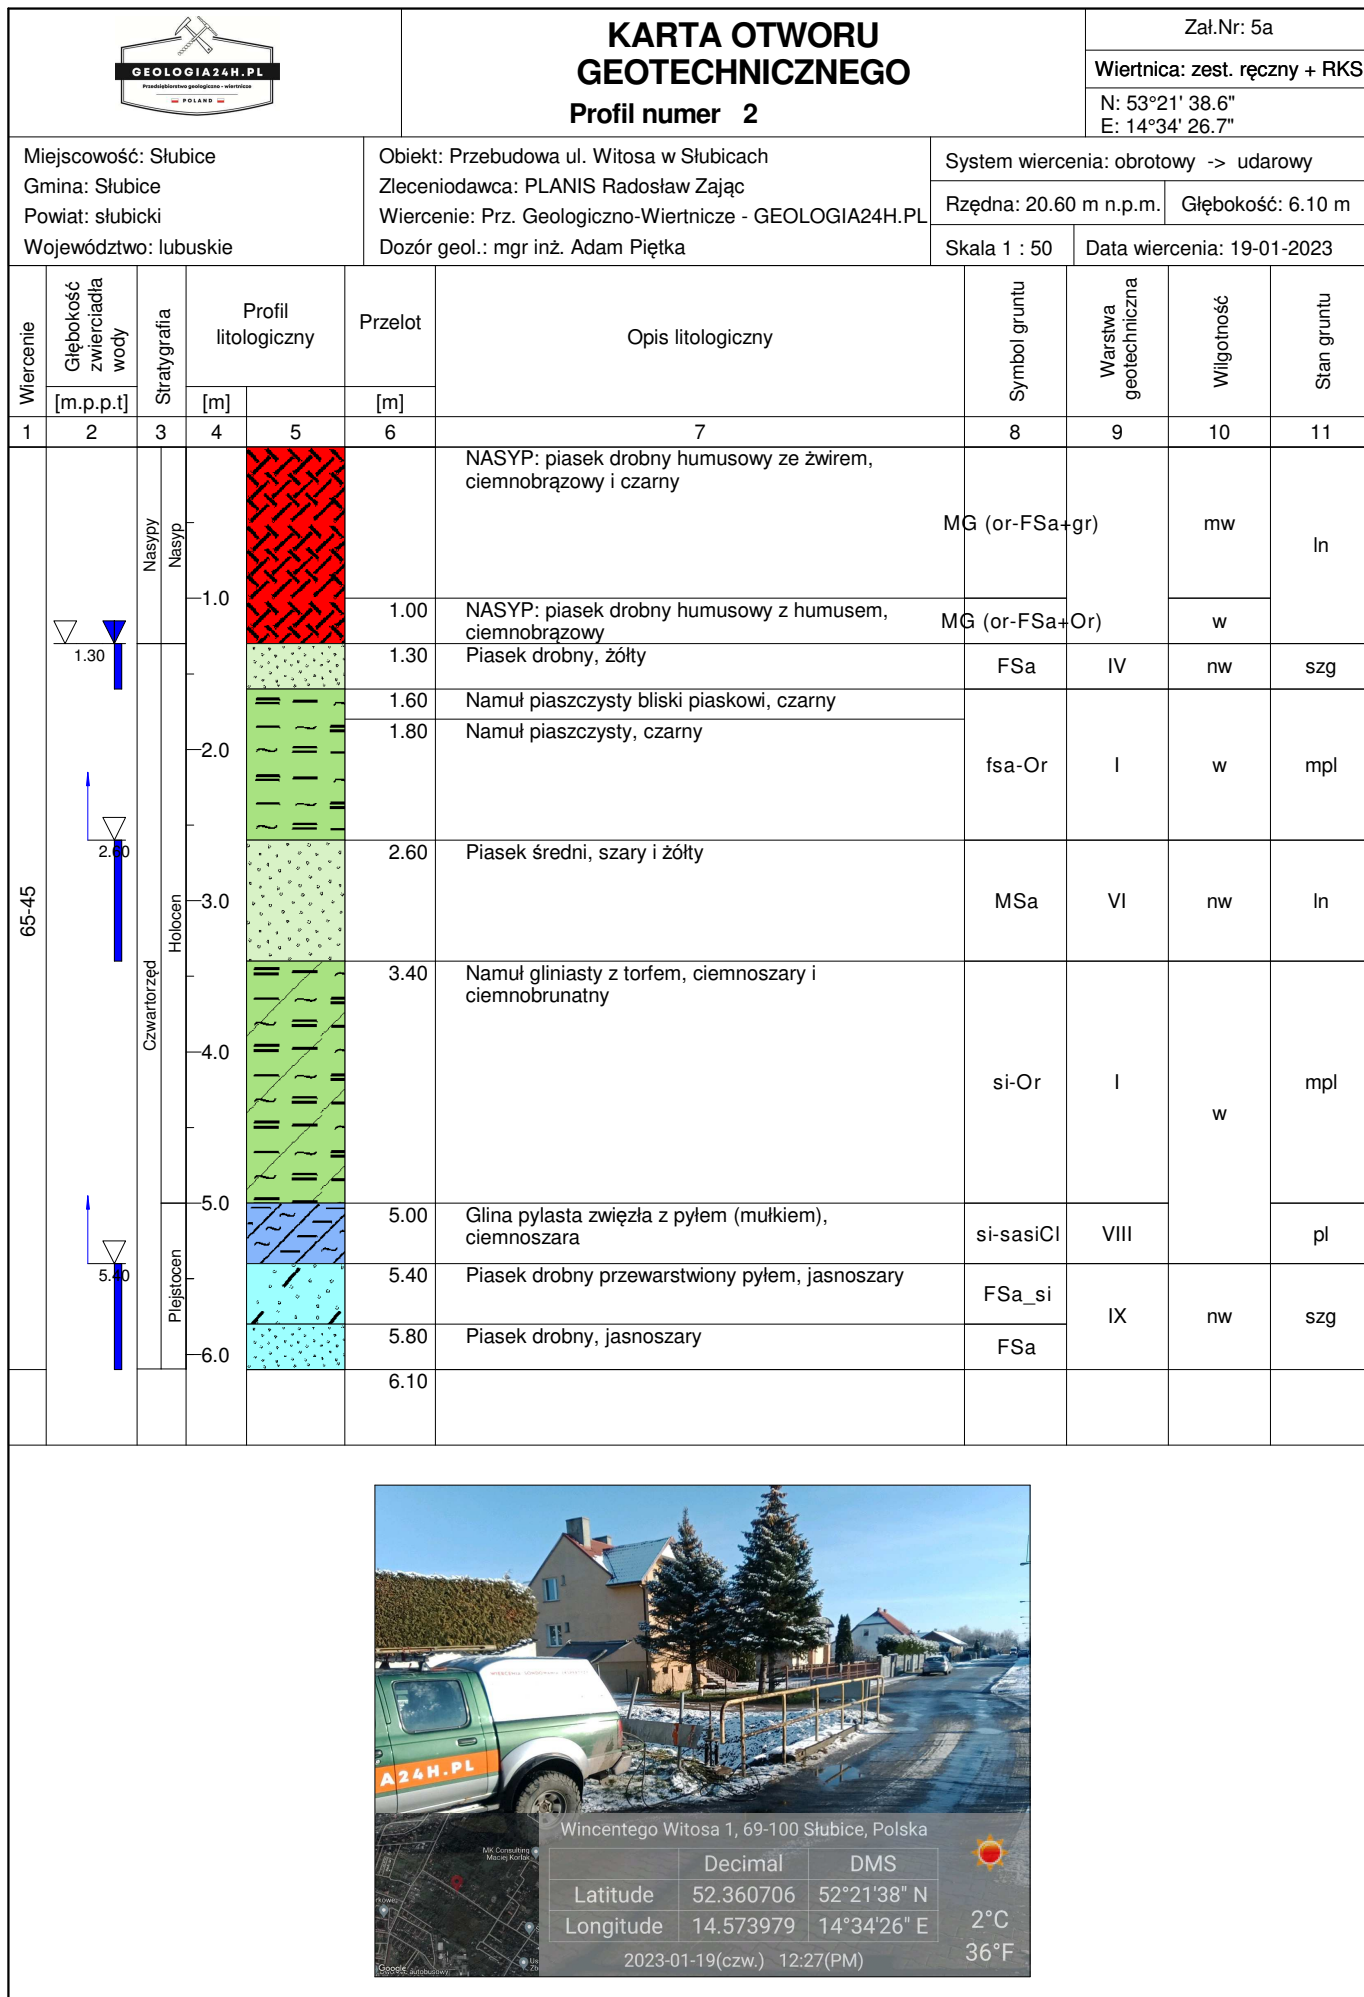 GEOLOGIA24H.PL
Przedsiębiorstwo geologiczno - wiertnicze
POLAND
KARTA OTWORU
GEOTECHNICZNEGO
Profil numer 2
Zał.Nr: 5a
Wiertnica: zest. ręczny + RKS
N: 53°21' 38.6"
E: 14°34' 26.7"
Miejscowość: Słubice
Gmina: Słubice
Powiat: słubicki
Województwo: lubuskie
Obiekt: Przebudowa ul. Witosa w Słubicach
Zleceniodawca: PLANIS Radosław Zając
Wiercenie: Prz. Geologiczno-Wiertnicze - GEOLOGIA24H.PL
Dozór geol.: mgr inż. Adam Piętka
System wiercenia: obrotowy -> udarowy
Rzędna: 20.60 m n.p.m.
Głębokość: 6.10 m
Skala 1 : 50
Data wiercenia: 19-01-2023
Wiercenie
Głębokość zwierciadła wody
[m.p.p.t]
Stratygrafia
Profil litologiczny
[m]
Przelot
[m]
Opis litologiczny
Symbol gruntu
Warstwa geotechniczna
Wilgotność
Stan gruntu
1 2 3 4 5 6 7 8 9 10 11
65-45
Nasypy
Nasyp
Czwartorzęd
Holocen
Plejstocen
1.30
2.60
5.40
1.0
2.0
3.0
4.0
5.0
6.0
NASYP: piasek drobny humusowy ze żwirem,
ciemnobrązowy i czarny
MG (or-FSa+gr)
mw
ln
1.00 NASYP: piasek drobny humusowy z humusem,
ciemnobrązowy
MG (or-FSa+Or)
w
1.30 Piasek drobny, żółty
FSa IV nw szg
1.60 Namuł piaszczysty bliski piaskowi, czarny
1.80 Namuł piaszczysty, czarny
fsa-Or I w mpl
2.60 Piasek średni, szary i żółty
MSa VI nw ln
3.40 Namuł gliniasty z torfem, ciemnoszary i
ciemnobrunatny
si-Or I w mpl
5.00 Glina pylasta zwięzła z pyłem (mułkiem),
ciemnoszara
si-sasiCl VIII pl
5.40 Piasek drobny przewarstwiony pyłem, jasnoszary
FSa_si IX nw szg
5.80 Piasek drobny, jasnoszary
FSa
6.10
A24H.PL
MK Consulting
Maciej Korlak
Google
autobusowy
Wincentego Witosa 1, 69-100 Słubice, Polska
Decimal DMS
Latitude 52.360706 52°21'38" N
Longitude 14.573979 14°34'26" E
2023-01-19(czw.) 12:27(PM)
2°C
36°F